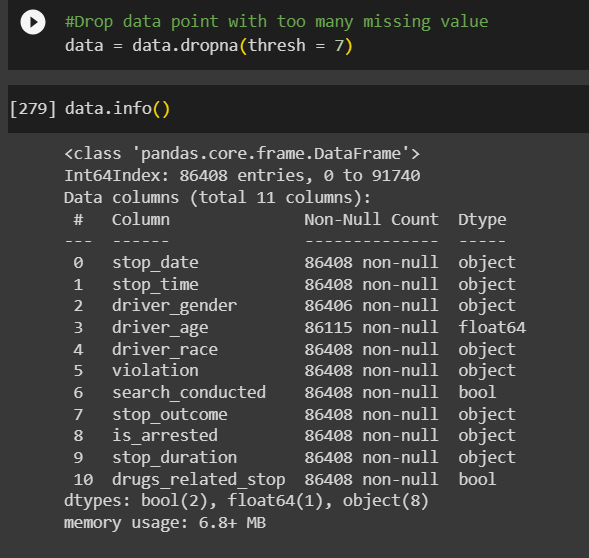 #Drop data point with too many missing value
data = data.dropna(thresh = 7)
[279] data.info()
<class 'pandas.core.frame.DataFrame'>
Int64Index: 86408 entries, 0 to 91740
Data columns (total 11 columns):
 #   Column              Non-Null Count  Dtype
---  ------              --------------  -----
 0   stop_date           86408 non-null  object
 1   stop_time           86408 non-null  object
 2   driver_gender       86406 non-null  object
 3   driver_age          86115 non-null  float64
 4   driver_race         86408 non-null  object
 5   violation           86408 non-null  object
 6   search_conducted    86408 non-null  bool
 7   stop_outcome        86408 non-null  object
 8   is_arrested         86408 non-null  object
 9   stop_duration       86408 non-null  object
 10  drugs_related_stop  86408 non-null  bool
dtypes: bool(2), float64(1), object(8)
memory usage: 6.8+ MB